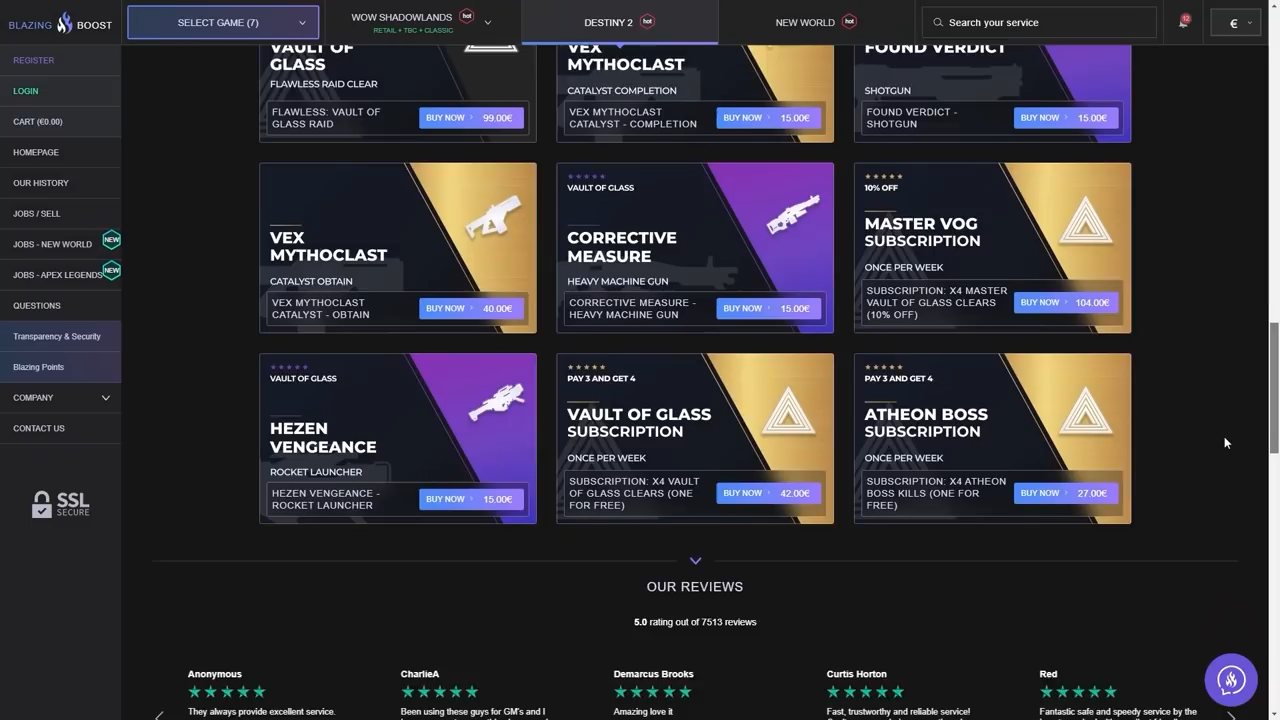 BLAZING BOOST
SELECT GAME (7)
WOW SHADOWLANDS hot
RETAIL + TBC + CLASSIC
DESTINY 2 hot
NEW WORLD hot
Search your service
12
€
REGISTER
LOGIN
CART (€0.00)
HOMEPAGE
OUR HISTORY
JOBS / SELL
JOBS - NEW WORLD NEW
JOBS - APEX LEGENDS NEW
QUESTIONS
Transparency & Security
Blazing Points
COMPANY
CONTACT US
SSL
SECURE
VAULT OF
GLASS
FLAWLESS RAID CLEAR
FLAWLESS: VAULT OF
GLASS RAID
BUY NOW 99.00€
VEX
MYTHOCLAST
CATALYST COMPLETION
VEX MYTHOCLAST
CATALYST - COMPLETION
BUY NOW 15.00€
FOUND VERDICT
SHOTGUN
FOUND VERDICT -
SHOTGUN
BUY NOW 15.00€
VEX
MYTHOCLAST
CATALYST OBTAIN
VEX MYTHOCLAST
CATALYST - OBTAIN
BUY NOW 40.00€
VAULT OF GLASS
CORRECTIVE
MEASURE
HEAVY MACHINE GUN
CORRECTIVE MEASURE -
HEAVY MACHINE GUN
BUY NOW 15.00€
10% OFF
MASTER VOG
SUBSCRIPTION
ONCE PER WEEK
SUBSCRIPTION: X4 MASTER
VAULT OF GLASS CLEARS
(10% OFF)
BUY NOW 104.00€
VAULT OF GLASS
HEZEN
VENGEANCE
ROCKET LAUNCHER
HEZEN VENGEANCE -
ROCKET LAUNCHER
BUY NOW 15.00€
PAY 3 AND GET 4
VAULT OF GLASS
SUBSCRIPTION
ONCE PER WEEK
SUBSCRIPTION: X4 VAULT
OF GLASS CLEARS (ONE
FOR FREE)
BUY NOW 42.00€
PAY 3 AND GET 4
ATHEON BOSS
SUBSCRIPTION
ONCE PER WEEK
SUBSCRIPTION: X4 ATHEON
BOSS KILLS (ONE FOR
FREE)
BUY NOW 27.00€
OUR REVIEWS
5.0 rating out of 7513 reviews
Anonymous
They always provide excellent service.
CharlieA
Been using these guys for GM's and I
Demarcus Brooks
Amazing love it
Curtis Horton
Fast, trustworthy and reliable service!
Red
Fantastic safe and speedy service by the